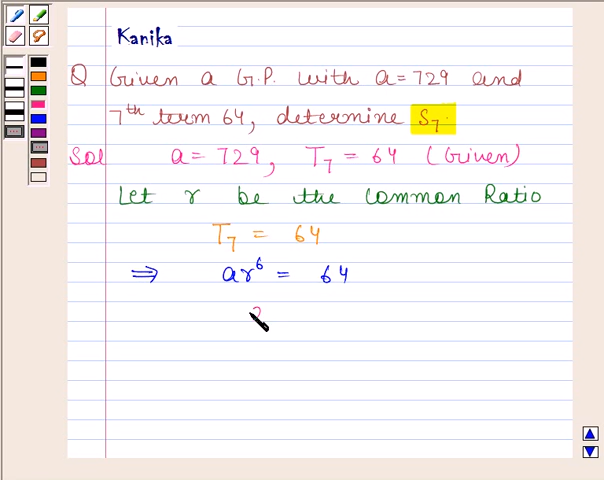 Kanika
Q Given a G.P. with a = 729 and
7th term 64, determine S7.
Sol a = 729, T7 = 64 (Given)
Let r be the common Ratio
T7 = 64
⇒ ar⁶ = 64